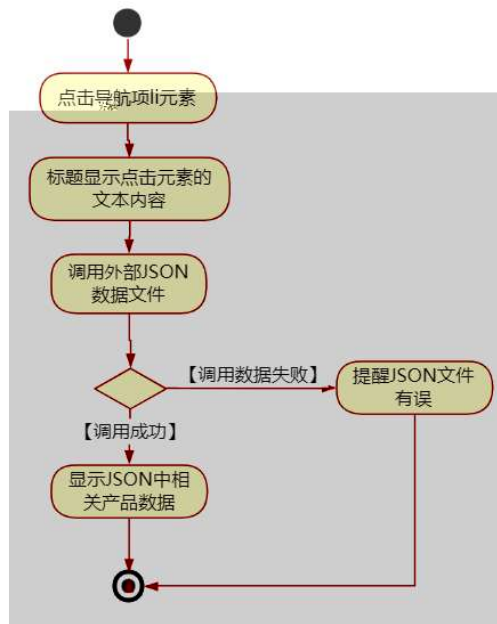 点击导航项li元素
标题显示点击元素的
文本内容
调用外部JSON
数据文件
【调用数据失败】
提醒JSON文件
有误
【调用成功】
显示JSON中相
关产品数据